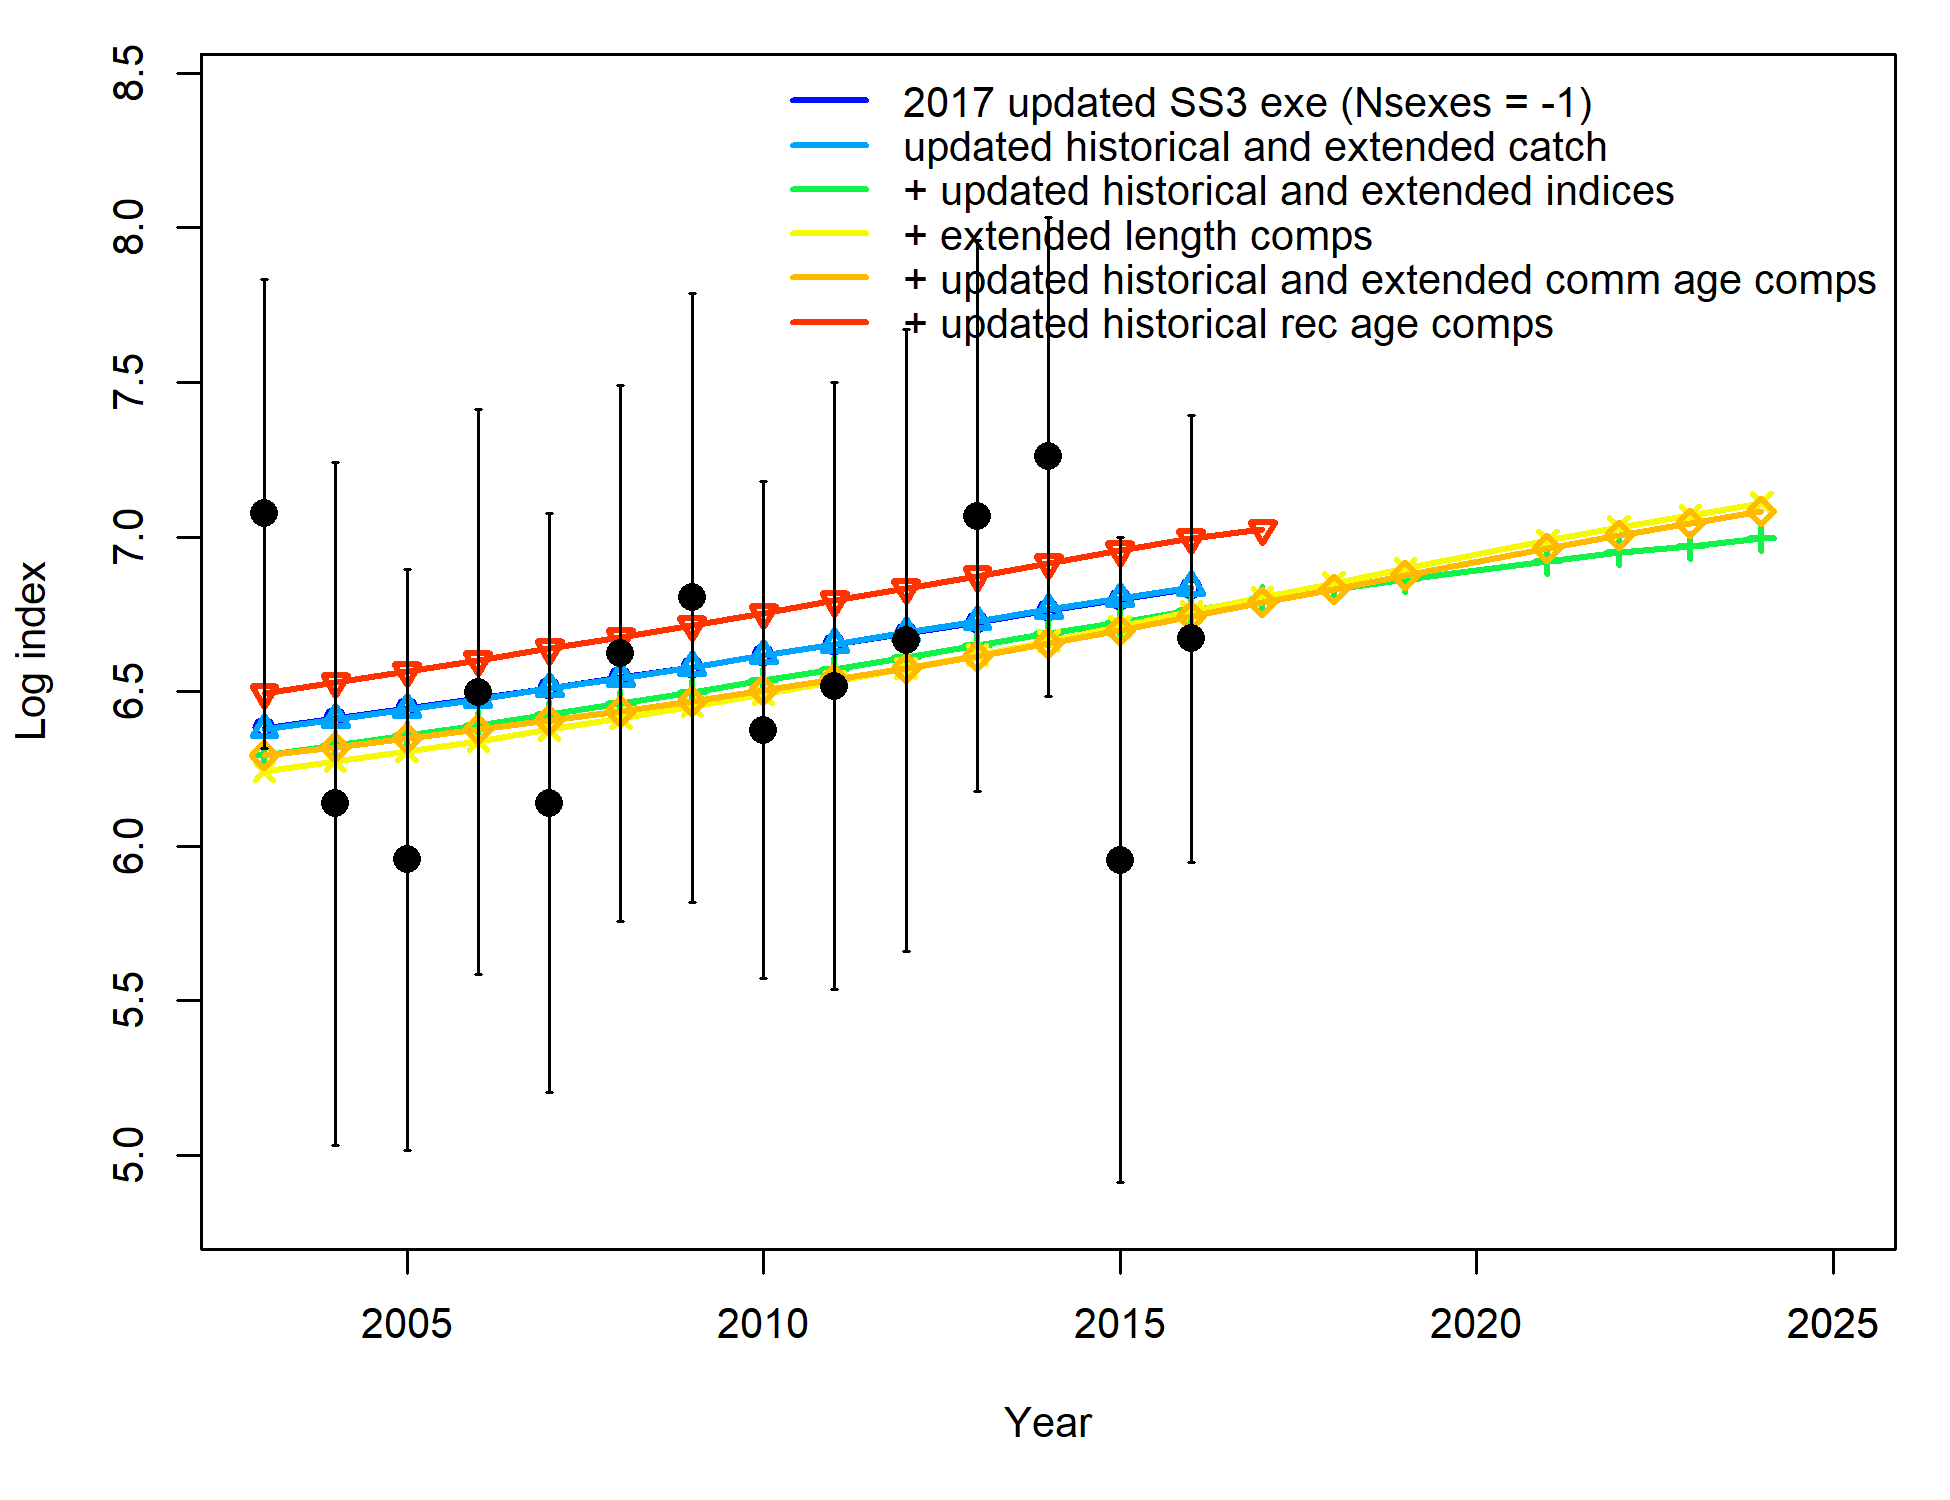 2017 updated SS3 exe (Nsexes = -1)
updated historical and extended catch
+ updated historical and extended indices
+ extended length comps
+ updated historical and extended comm age comps
+ updated historical rec age comps
8.5
8.0
7.5
7.0
6.5
6.0
5.5
5.0
Log index
2005
2010
2015
2020
2025
Year